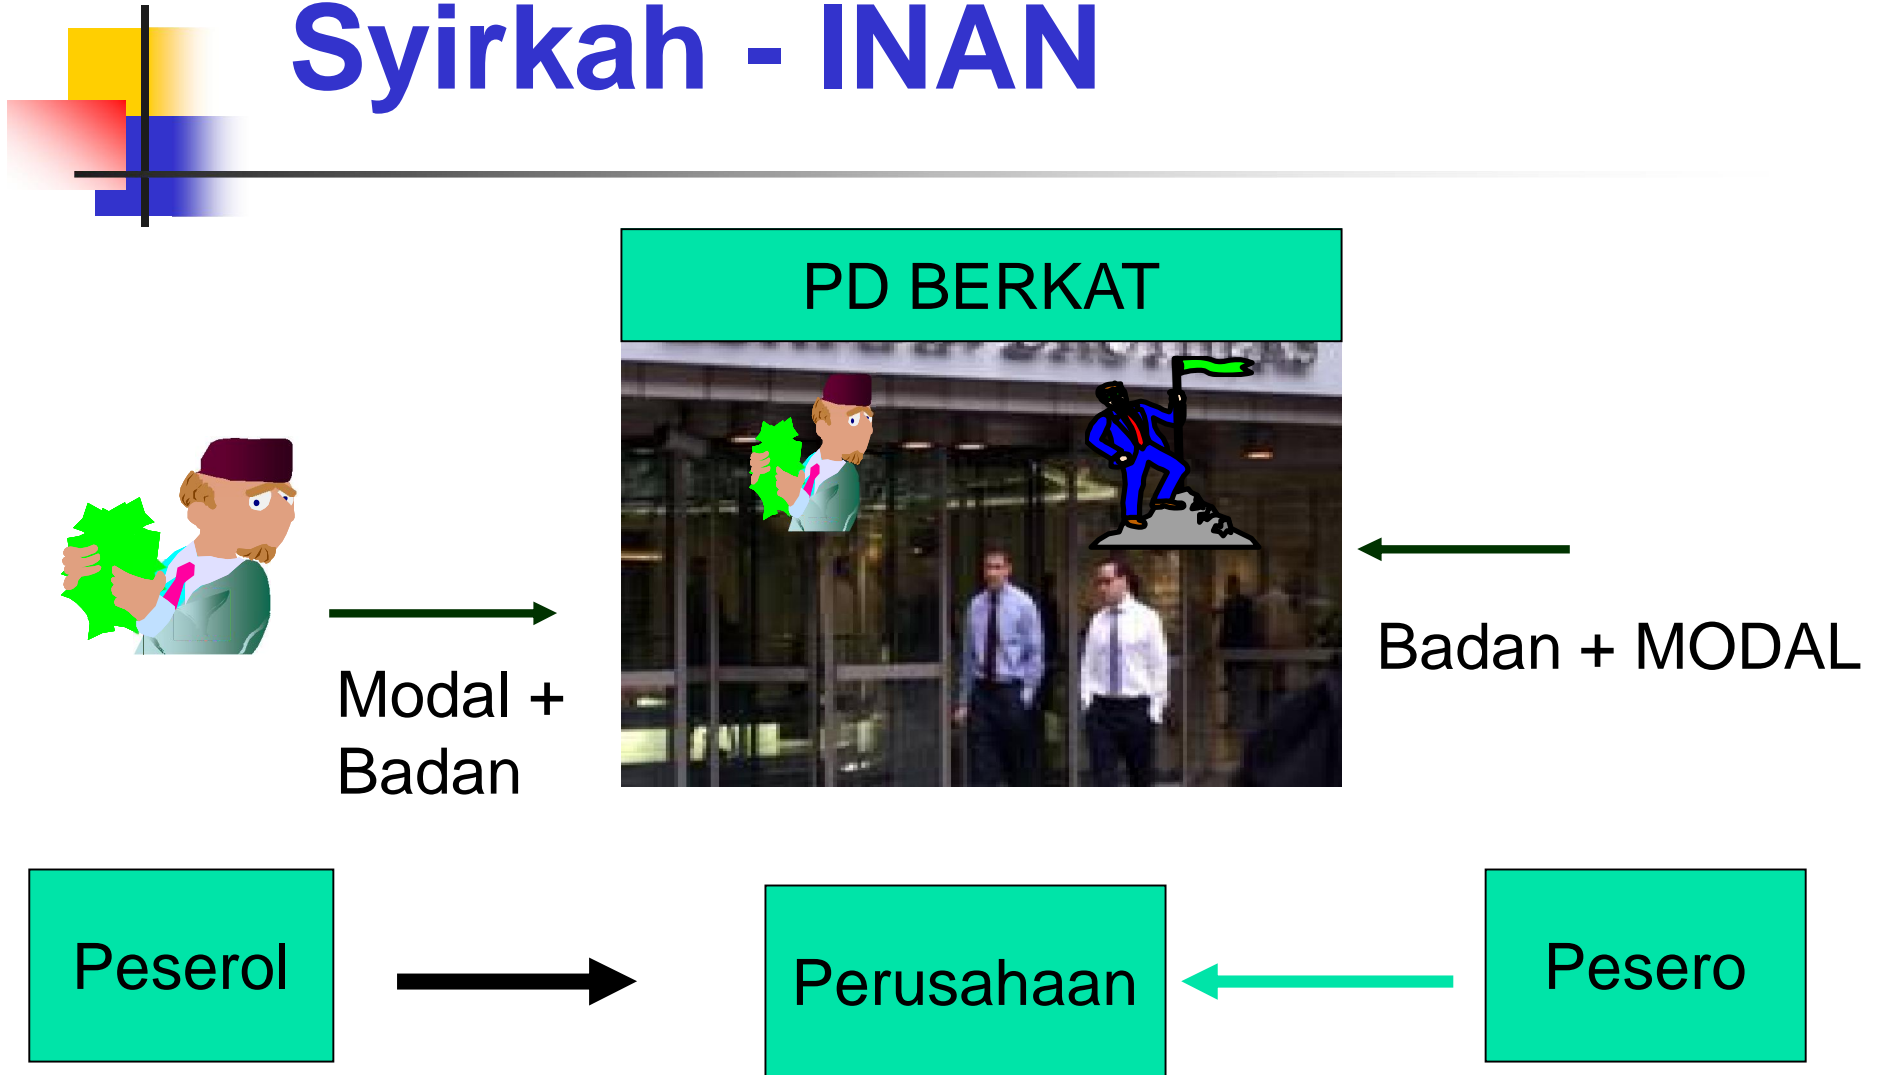 Syirkah - INAN
PD BERKAT
Modal +
Badan
Badan + MODAL
Peserol
Perusahaan
Pesero